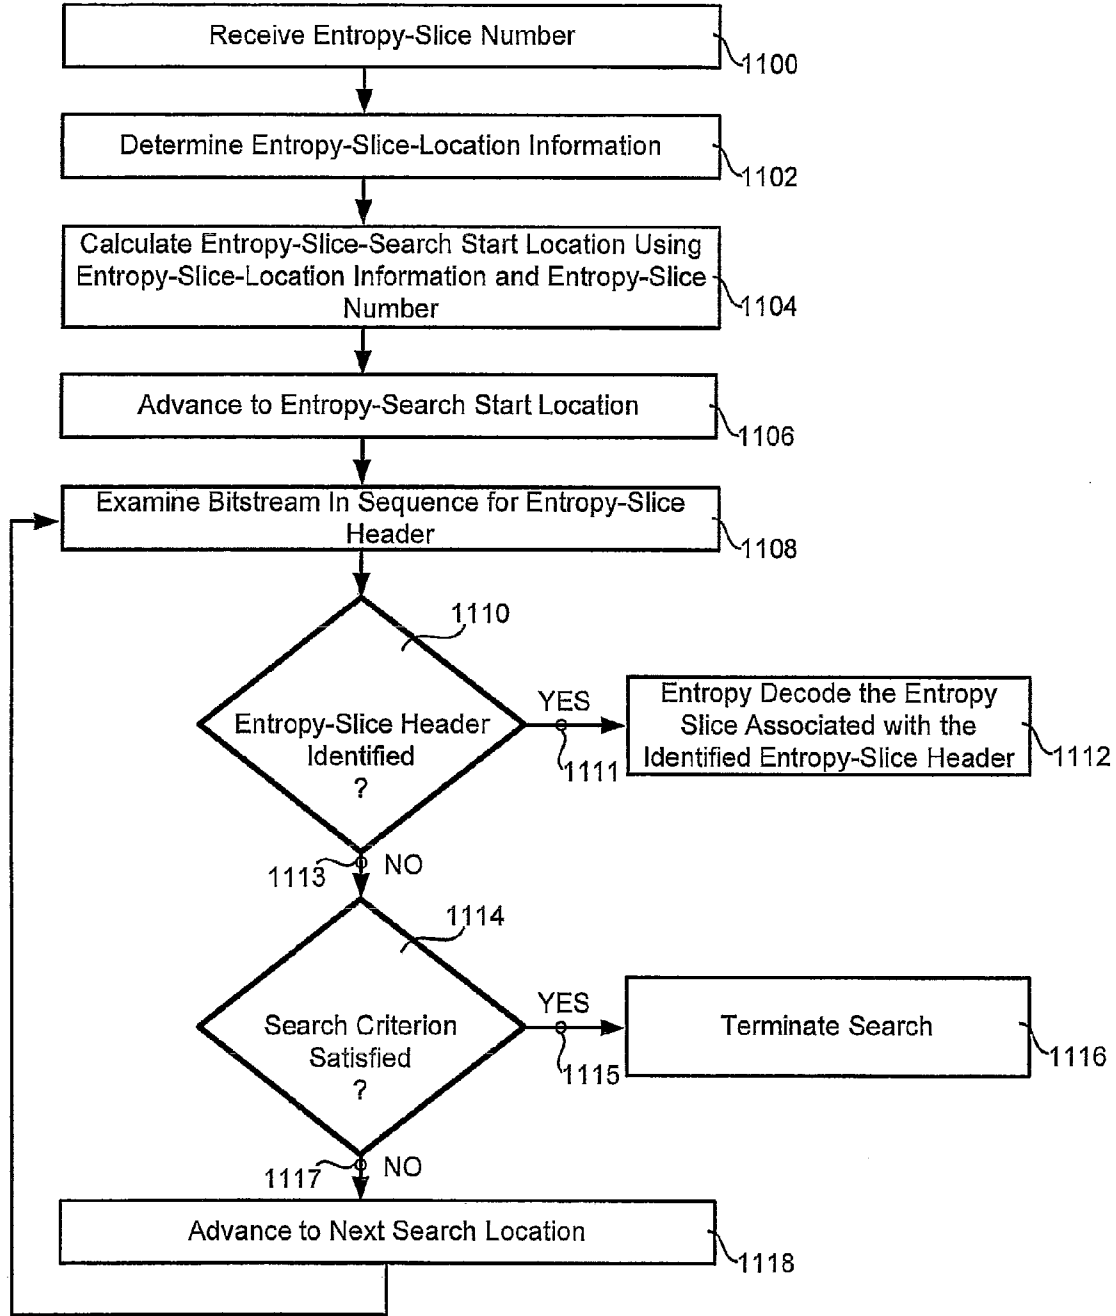 Receive Entropy-Slice Number
1100
Determine Entropy-Slice-Location Information
1102
Calculate Entropy-Slice-Search Start Location Using
Entropy-Slice-Location Information and Entropy-Slice
Number
1104
Advance to Entropy-Search Start Location
1106
Examine Bitstream In Sequence for Entropy-Slice
Header
1108
1110
Entropy-Slice Header
Identified
?
YES
1111
Entropy Decode the Entropy
Slice Associated with the
Identified Entropy-Slice Header
1112
1113
NO
1114
Search Criterion
Satisfied
?
YES
1115
Terminate Search
1116
1117
NO
Advance to Next Search Location
1118